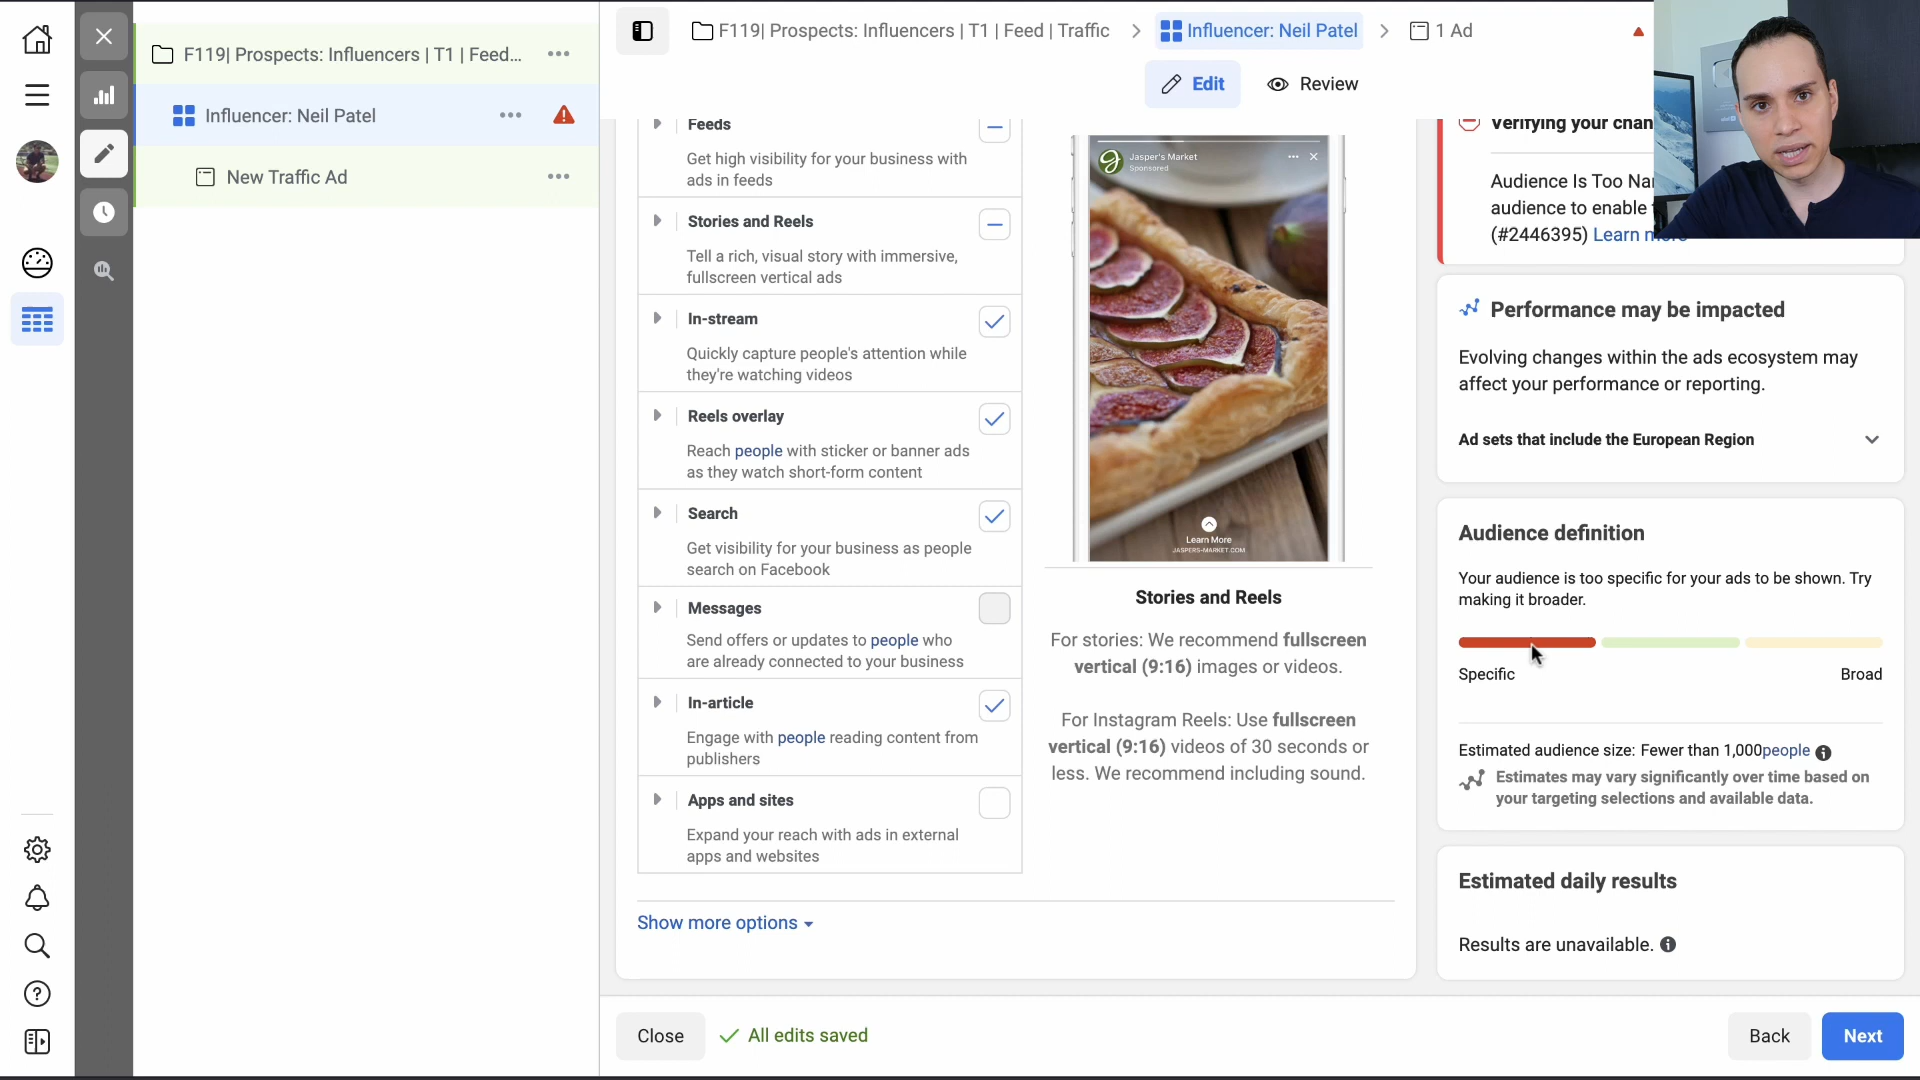 F119| Prospects: Influencers | T1 | Feed...
Influencer: Neil Patel
New Traffic Ad
F119| Prospects: Influencers | T1 | Feed | Traffic
Influencer: Neil Patel
1 Ad
Edit
Review
Feeds
Get high visibility for your business with
ads in feeds
Stories and Reels
Tell a rich, visual story with immersive,
fullscreen vertical ads
In-stream
Quickly capture people's attention while
they're watching videos
Reels overlay
Reach people with sticker or banner ads
as they watch short-form content
Search
Get visibility for your business as people
search on Facebook
Messages
Send offers or updates to people who
are already connected to your business
In-article
Engage with people reading content from
publishers
Apps and sites
Expand your reach with ads in external
apps and websites
Show more options
Jasper's Market
Sponsored
Learn More
JASPERS-MARKET.COM
Stories and Reels
For stories: We recommend fullscreen
vertical (9:16) images or videos.
For Instagram Reels: Use fullscreen
vertical (9:16) videos of 30 seconds or
less. We recommend including sound.
Verifying your chan
Audience Is Too Nar
audience to enable
(#2446395) Learn more
Performance may be impacted
Evolving changes within the ads ecosystem may
affect your performance or reporting.
Ad sets that include the European Region
Audience definition
Your audience is too specific for your ads to be shown. Try
making it broader.
Specific
Broad
Estimated audience size: Fewer than 1,000people
Estimates may vary significantly over time based on
your targeting selections and available data.
Estimated daily results
Results are unavailable.
Close
All edits saved
Back
Next